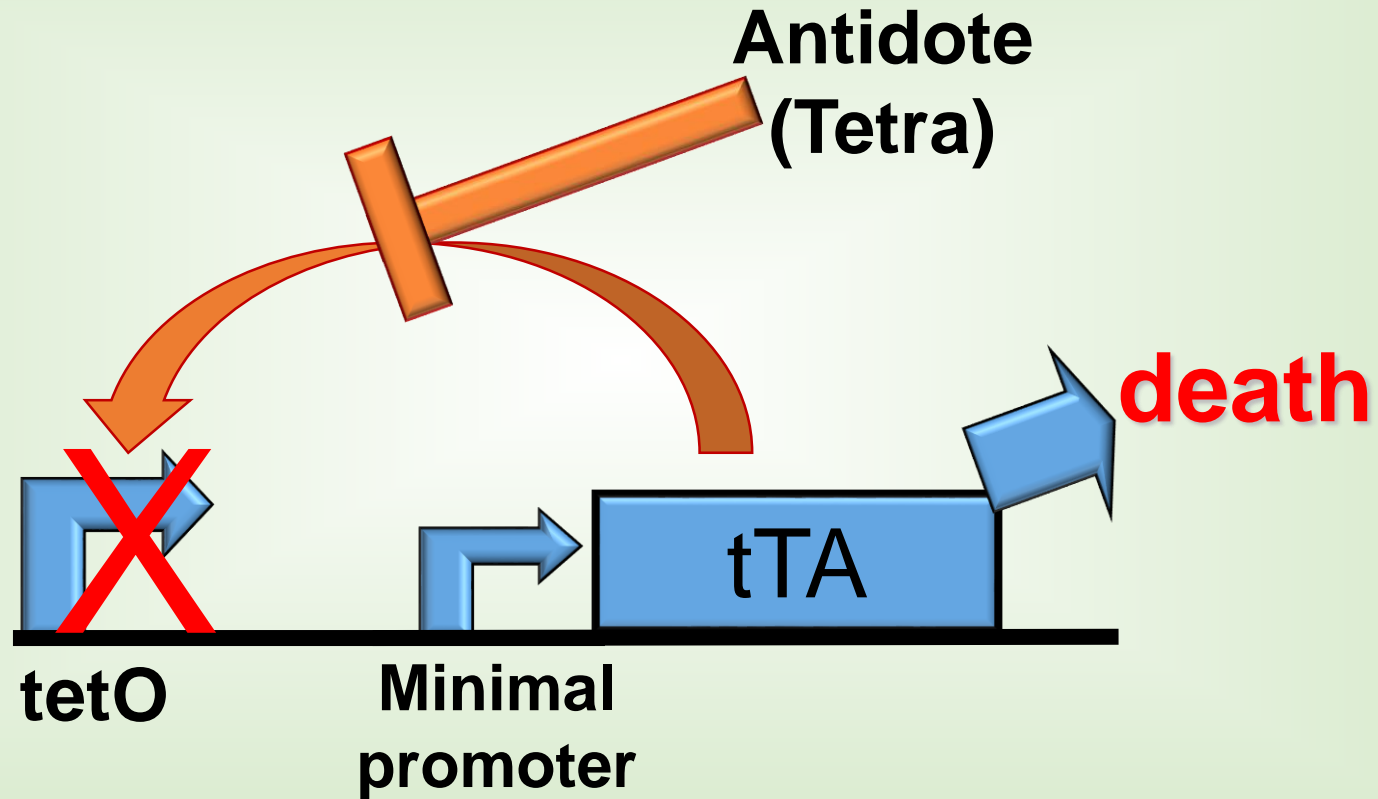 Antidote
(Tetra)
death
tTA
X
tetO
Minimal
promoter